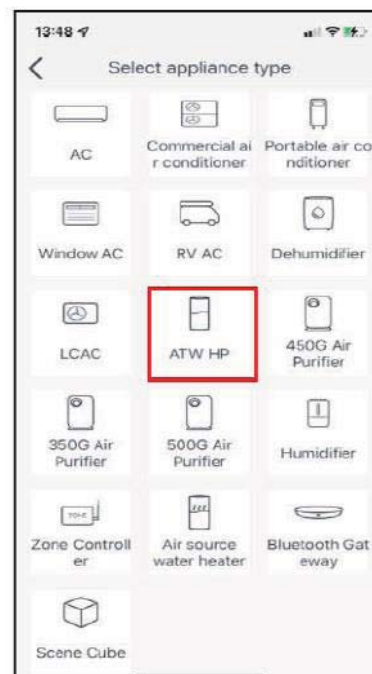 13:48
Select appliance type
AC
Commercial ai
r conditioner
Portable air co
nditioner
Window AC
RV AC
Dehumidifier
LCAC
ATW HP
450G Air
Purifier
350G Air
Purifier
500G Air
Purifier
Humidifier
Zone Controll
er
Air source
water heater
Bluetooth Gat
eway
Scene Cube